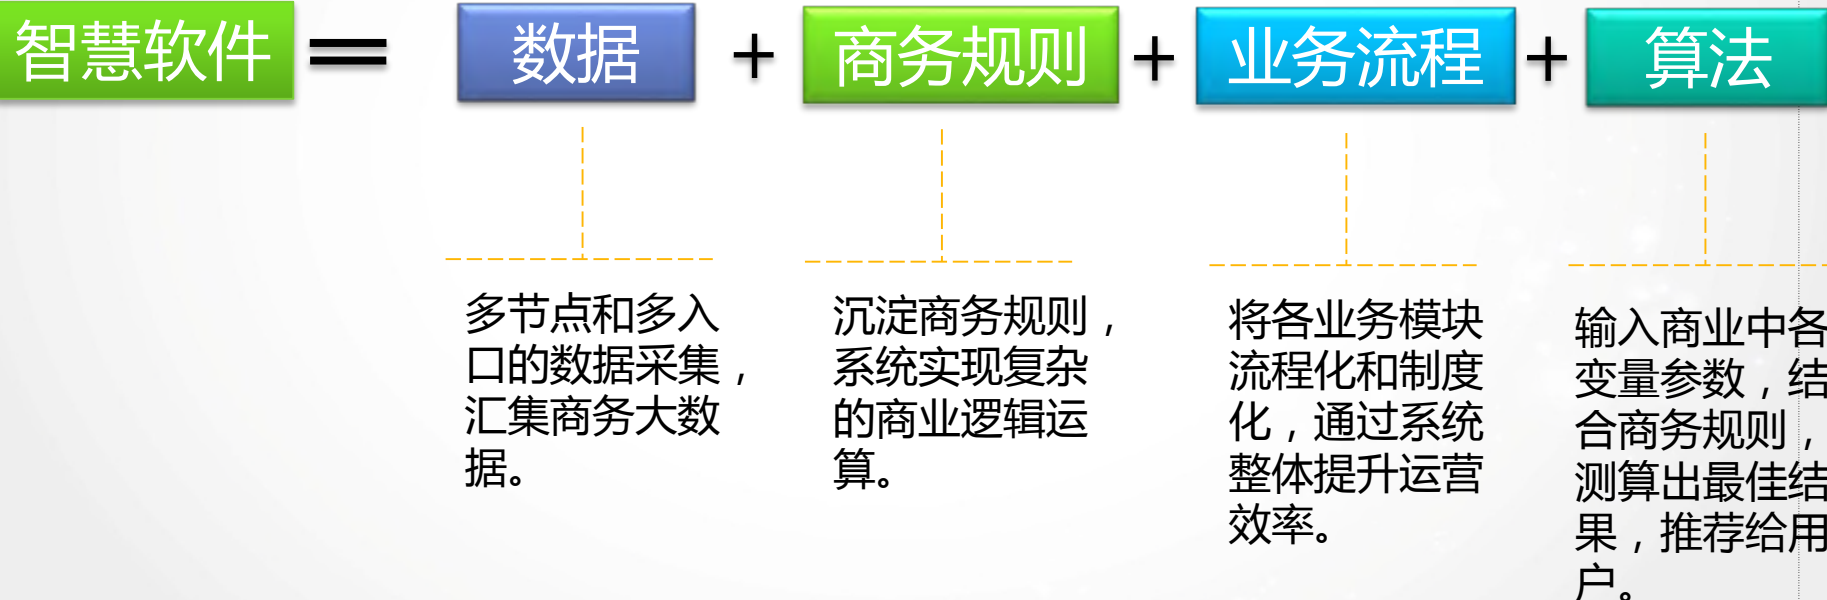 智慧软件 = 数据 + 商务规则 + 业务流程 + 算法
多节点和多入
口的数据采集，
汇集商务大数
据。
沉淀商务规则，
系统实现复杂
的商业逻辑运
算。
将各业务模块
流程化和制度
化，通过系统
整体提升运营
效率。
输入商业中各
变量参数，结
合商务规则，
测算出最佳结
果，推荐给用
户。